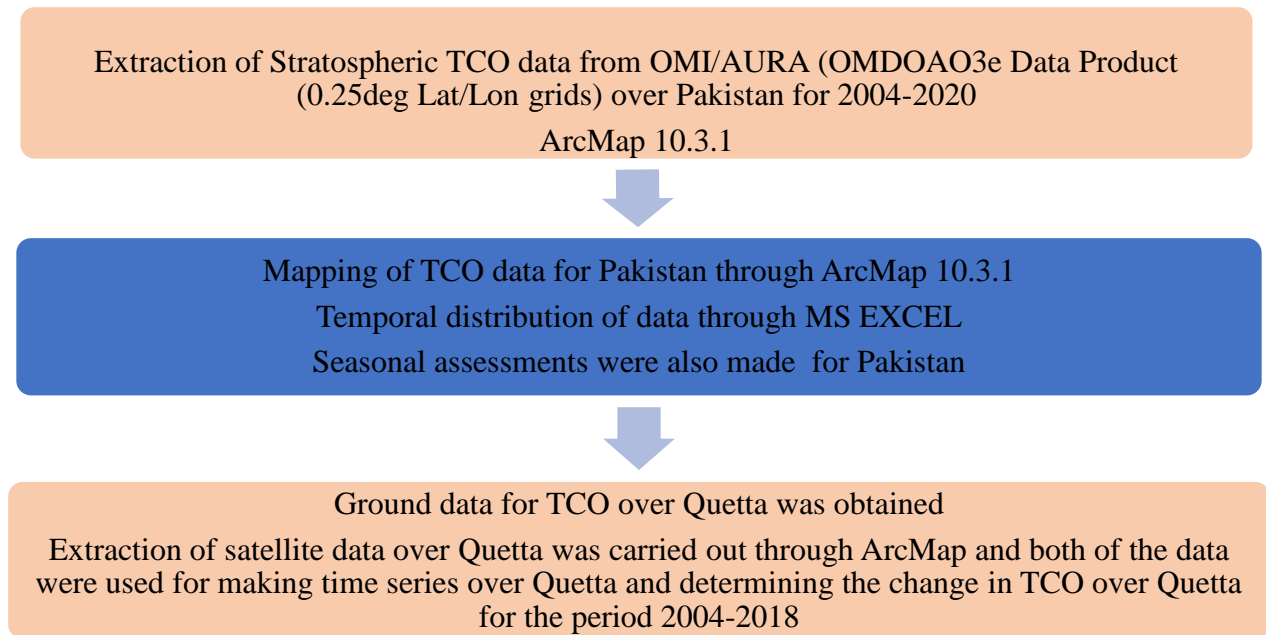 Extraction of Stratospheric TCO data from OMI/AURA (OMDOAO3e Data Product
(0.25deg Lat/Lon grids) over Pakistan for 2004-2020
ArcMap 10.3.1
Mapping of TCO data for Pakistan through ArcMap 10.3.1
Temporal distribution of data through MS EXCEL
Seasonal assessments were also made  for Pakistan
Ground data for TCO over Quetta was obtained
Extraction of satellite data over Quetta was carried out through ArcMap and both of the data
were used for making time series over Quetta and determining the change in TCO over Quetta
for the period 2004-2018